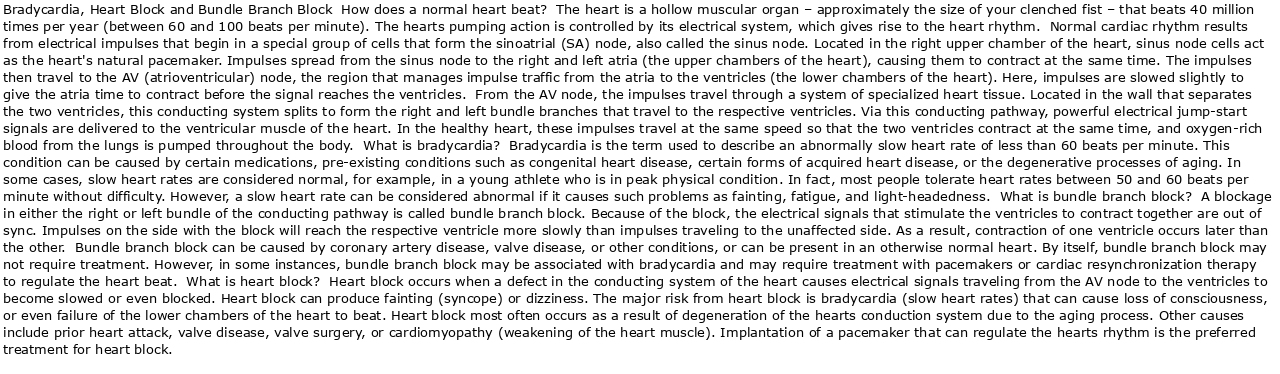 Bradycardia, Heart Block and Bundle Branch Block  How does a normal heart beat?  The heart is a hollow muscular organ – approximately the size of your clenched fist – that beats 40 million
times per year (between 60 and 100 beats per minute). The hearts pumping action is controlled by its electrical system, which gives rise to the heart rhythm.  Normal cardiac rhythm results
from electrical impulses that begin in a special group of cells that form the sinoatrial (SA) node, also called the sinus node. Located in the right upper chamber of the heart, sinus node cells act
as the heart's natural pacemaker. Impulses spread from the sinus node to the right and left atria (the upper chambers of the heart), causing them to contract at the same time. The impulses
then travel to the AV (atrioventricular) node, the region that manages impulse traffic from the atria to the ventricles (the lower chambers of the heart). Here, impulses are slowed slightly to
give the atria time to contract before the signal reaches the ventricles.  From the AV node, the impulses travel through a system of specialized heart tissue. Located in the wall that separates
the two ventricles, this conducting system splits to form the right and left bundle branches that travel to the respective ventricles. Via this conducting pathway, powerful electrical jump-start
signals are delivered to the ventricular muscle of the heart. In the healthy heart, these impulses travel at the same speed so that the two ventricles contract at the same time, and oxygen-rich
blood from the lungs is pumped throughout the body.  What is bradycardia?  Bradycardia is the term used to describe an abnormally slow heart rate of less than 60 beats per minute. This
condition can be caused by certain medications, pre-existing conditions such as congenital heart disease, certain forms of acquired heart disease, or the degenerative processes of aging. In
some cases, slow heart rates are considered normal, for example, in a young athlete who is in peak physical condition. In fact, most people tolerate heart rates between 50 and 60 beats per
minute without difficulty. However, a slow heart rate can be considered abnormal if it causes such problems as fainting, fatigue, and light-headedness.  What is bundle branch block?  A blockage
in either the right or left bundle of the conducting pathway is called bundle branch block. Because of the block, the electrical signals that stimulate the ventricles to contract together are out of
sync. Impulses on the side with the block will reach the respective ventricle more slowly than impulses traveling to the unaffected side. As a result, contraction of one ventricle occurs later than
the other.  Bundle branch block can be caused by coronary artery disease, valve disease, or other conditions, or can be present in an otherwise normal heart. By itself, bundle branch block may
not require treatment. However, in some instances, bundle branch block may be associated with bradycardia and may require treatment with pacemakers or cardiac resynchronization therapy
to regulate the heart beat.  What is heart block?  Heart block occurs when a defect in the conducting system of the heart causes electrical signals traveling from the AV node to the ventricles to
become slowed or even blocked. Heart block can produce fainting (syncope) or dizziness. The major risk from heart block is bradycardia (slow heart rates) that can cause loss of consciousness,
or even failure of the lower chambers of the heart to beat. Heart block most often occurs as a result of degeneration of the hearts conduction system due to the aging process. Other causes
include prior heart attack, valve disease, valve surgery, or cardiomyopathy (weakening of the heart muscle). Implantation of a pacemaker that can regulate the hearts rhythm is the preferred
treatment for heart block.